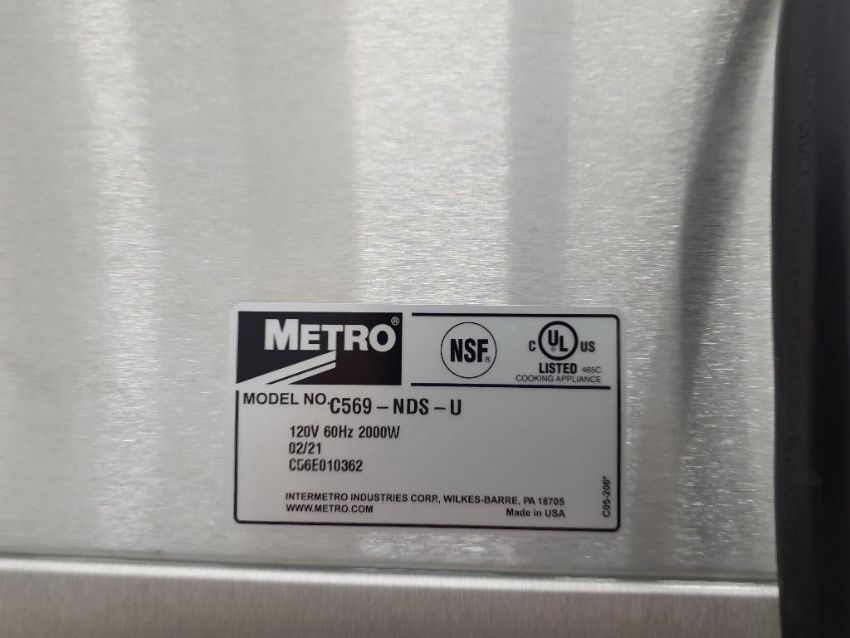 METRO®
NSF®
C UL US
LISTED 465C
COOKING APPLIANCE
MODEL NO. C569-NDS-U
120V 60Hz 2000W
02/21
C56E010362
INTERMETRO INDUSTRIES CORP., WILKES-BARRE, PA 18705
WWW.METRO.COM
Made in USA
C05-206*